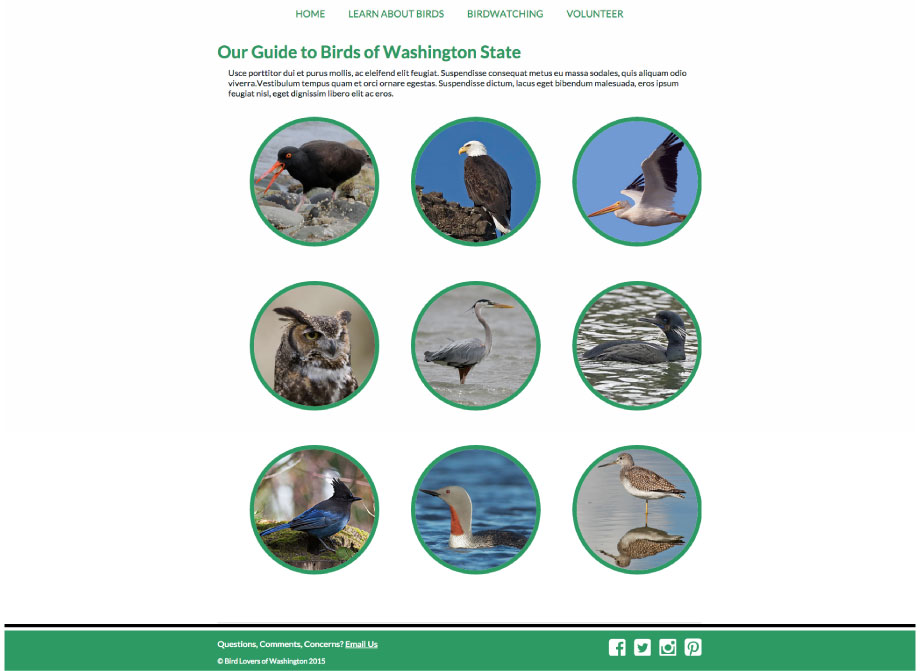 HOME LEARN ABOUT BIRDS BIRDWATCHING VOLUNTEER
Our Guide to Birds of Washington State
Usce porttitor dui et purus mollis, ac eleifend elit feugiat. Suspendisse consequat metus eu massa sodales, quis aliquam odio
viverra.Vestibulum tempus quam et orci ornare egestas. Suspendisse dictum, lacus eget bibendum malesuada, eros ipsum
feugiat nisl, eget dignissim libero elit ac eros.
Questions, Comments, Concerns? Email Us
© Bird Lovers of Washington 2015